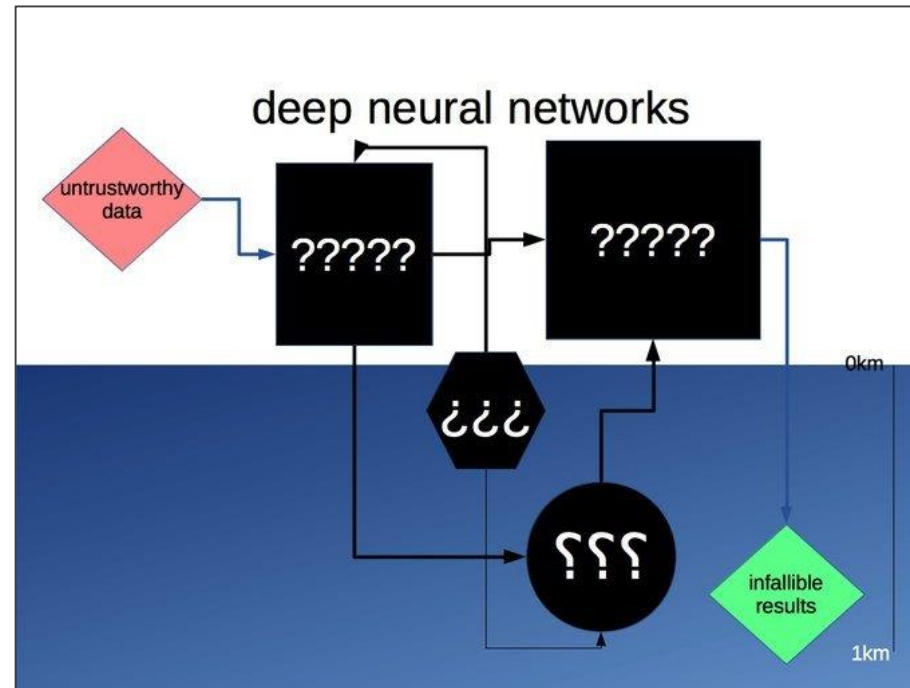 deep neural networks
untrustworthy
data
?????
?????
0km
¿¿¿
⸮⸮⸮
infallible
results
1km